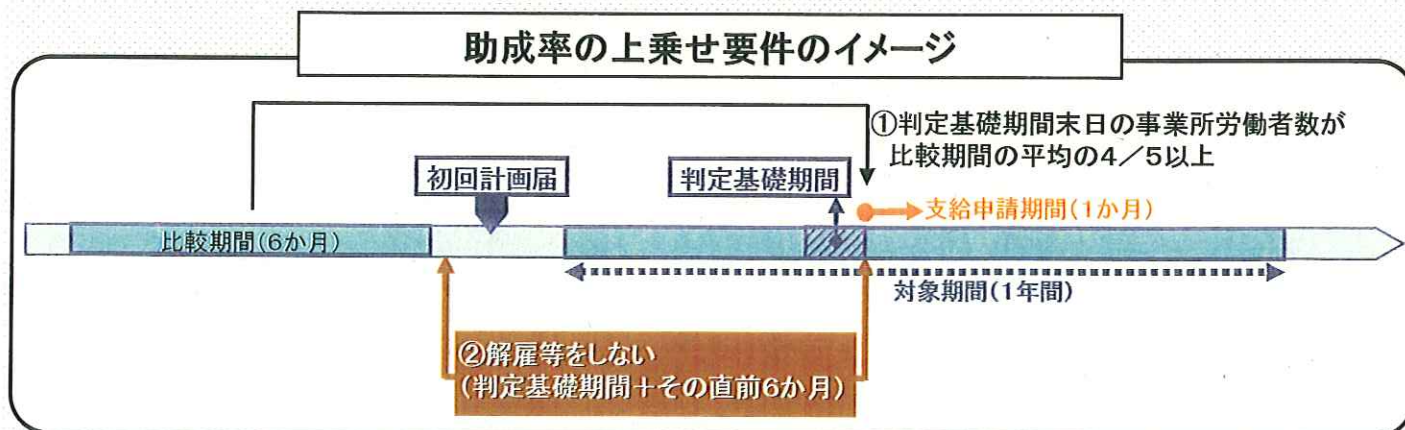 助成率の上乗せ要件のイメージ
①判定基礎期間末日の事業所労働者数が
比較期間の平均の4／5以上
初回計画届
判定基礎期間
支給申請期間(1か月)
比較期間(6か月)
対象期間(1年間)
②解雇等をしない
(判定基礎期間＋その直前6か月)